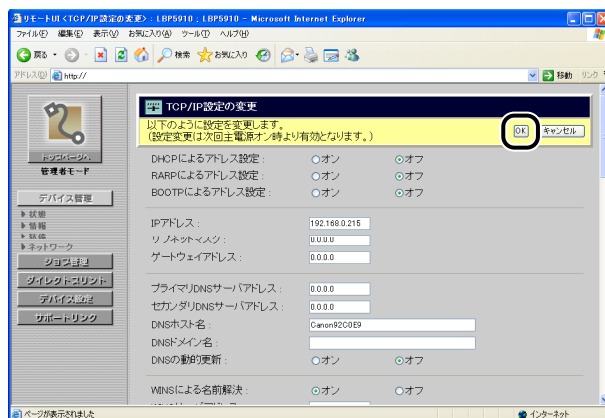 リモートUI <TCP/IP設定の変更> : LBP5910 ; LBP5910 - Microsoft Internet Explorer
ファイル(F) 編集(E) 表示(V) お気に入り(A) ツール(T) ヘルプ(H)
戻る 検索 お気に入り
アドレス(D) http:// 移動 リンク
TCP/IP設定の変更
以下のように設定を変更します。
(設定変更は次回主電源オン時より有効となります。)
OK キャンセル
トップページへ
管理者モード
デバイス管理
状態
情報
ネットワーク
ジョブ管理
ダイレクトプリント
デバイス設定
サポートリンク
DHCPによるアドレス設定 : オン オフ
RARPによるアドレス設定 : オン オフ
BOOTPによるアドレス設定 : オン オフ
IPアドレス : 192.168.0.215
サブネットマスク : 0.0.0.0
ゲートウェイアドレス : 0.0.0.0
プライマリDNSサーバアドレス : 0.0.0.0
セカンダリDNSサーバアドレス : 0.0.0.0
DNSホスト名 : Canon92C0E9
DNSドメイン名 :
DNSの動的更新 : オン オフ
WINSによる名前解決 : オン オフ
ページが表示されました インターネット